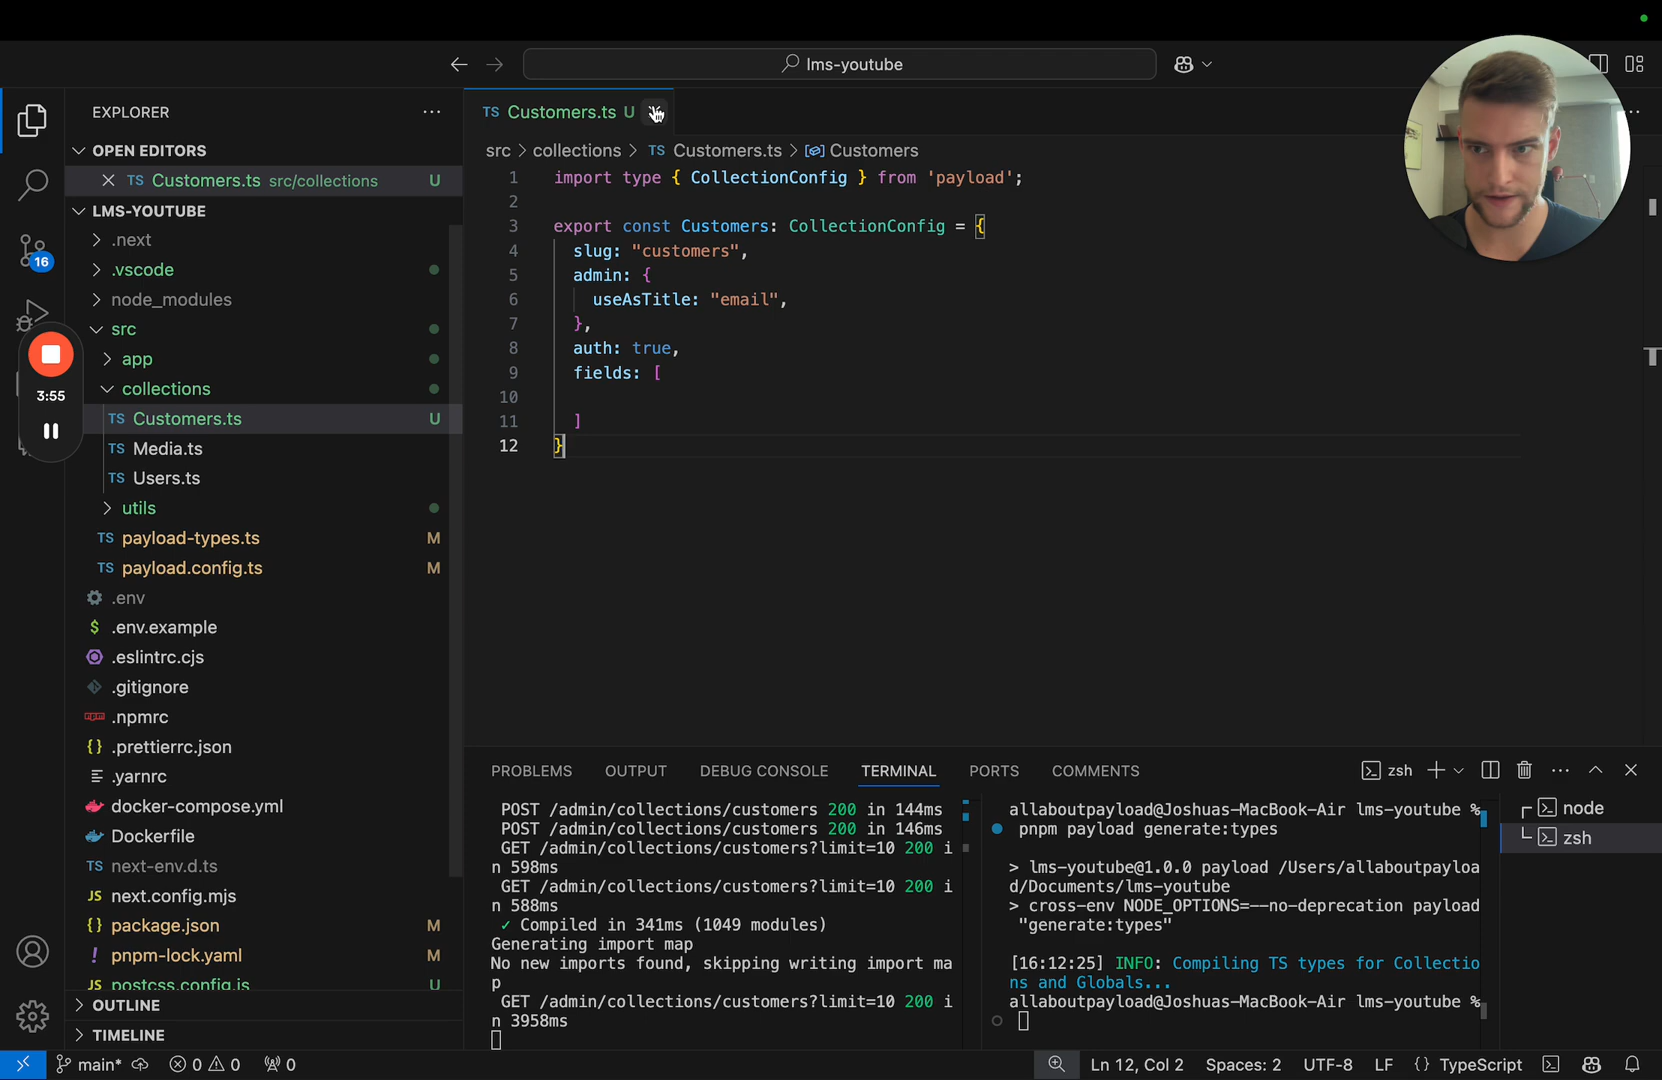 lms-youtube
EXPLORER
OPEN EDITORS
TS Customers.ts src/collections U
LMS-YOUTUBE
.next
.vscode
node_modules
src
app
collections
TS Customers.ts U
TS Media.ts
TS Users.ts
utils
TS payload-types.ts M
TS payload.config.ts M
.env
$ .env.example
.eslintrc.cjs
.gitignore
.npmrc
{} .prettierrc.json
.yarnrc
docker-compose.yml
Dockerfile
TS next-env.d.ts
JS next.config.mjs
{} package.json M
! pnpm-lock.yaml M
JS postcss.config.js U
OUTLINE
TIMELINE
16
3:55
TS Customers.ts U
src > collections > TS Customers.ts > Customers
1 import type { CollectionConfig } from 'payload';
2
3 export const Customers: CollectionConfig = {
4 slug: "customers",
5 admin: {
6 useAsTitle: "email",
7 },
8 auth: true,
9 fields: [
10
11 ]
12 }
PROBLEMS OUTPUT DEBUG CONSOLE TERMINAL PORTS COMMENTS
zsh
POST /admin/collections/customers 200 in 144ms
POST /admin/collections/customers 200 in 146ms
GET /admin/collections/customers?limit=10 200 i
n 598ms
GET /admin/collections/customers?limit=10 200 i
n 588ms
✓ Compiled in 341ms (1049 modules)
Generating import map
No new imports found, skipping writing import ma
p
GET /admin/collections/customers?limit=10 200 i
n 3958ms
allaboutpayload@Joshuas-MacBook-Air lms-youtube %
pnpm payload generate:types
> lms-youtube@1.0.0 payload /Users/allaboutpayloa
d/Documents/lms-youtube
> cross-env NODE_OPTIONS=--no-deprecation payload
"generate:types"
[16:12:25] INFO: Compiling TS types for Collectio
ns and Globals...
allaboutpayload@Joshuas-MacBook-Air lms-youtube %
node
zsh
main* 0 0 0
Ln 12, Col 2 Spaces: 2 UTF-8 LF {} TypeScript